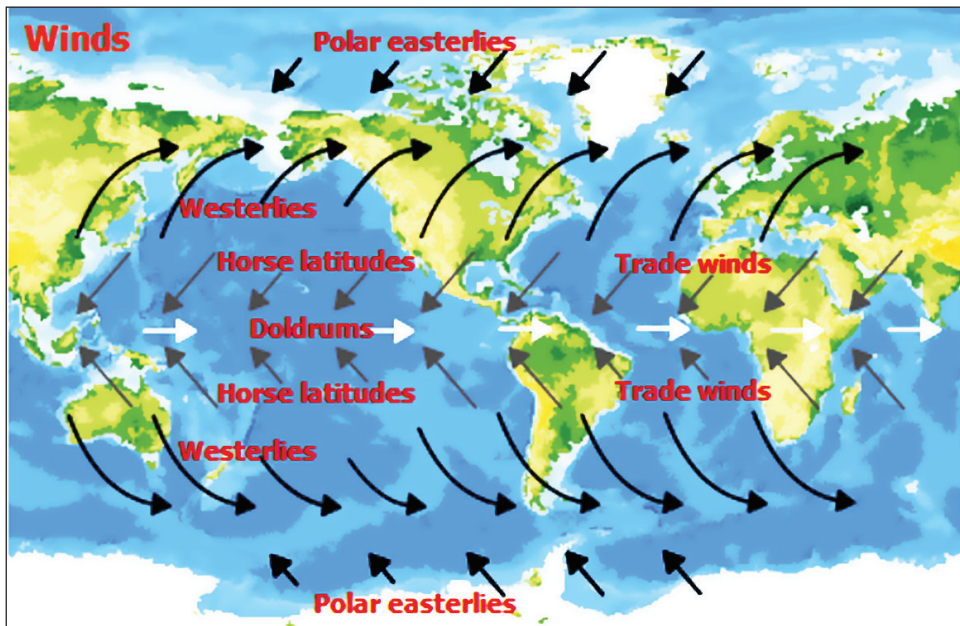 Winds
Polar easterlies
Westerlies
Horse latitudes
Trade winds
Doldrums
Horse latitudes
Trade winds
Westerlies
Polar easterlies